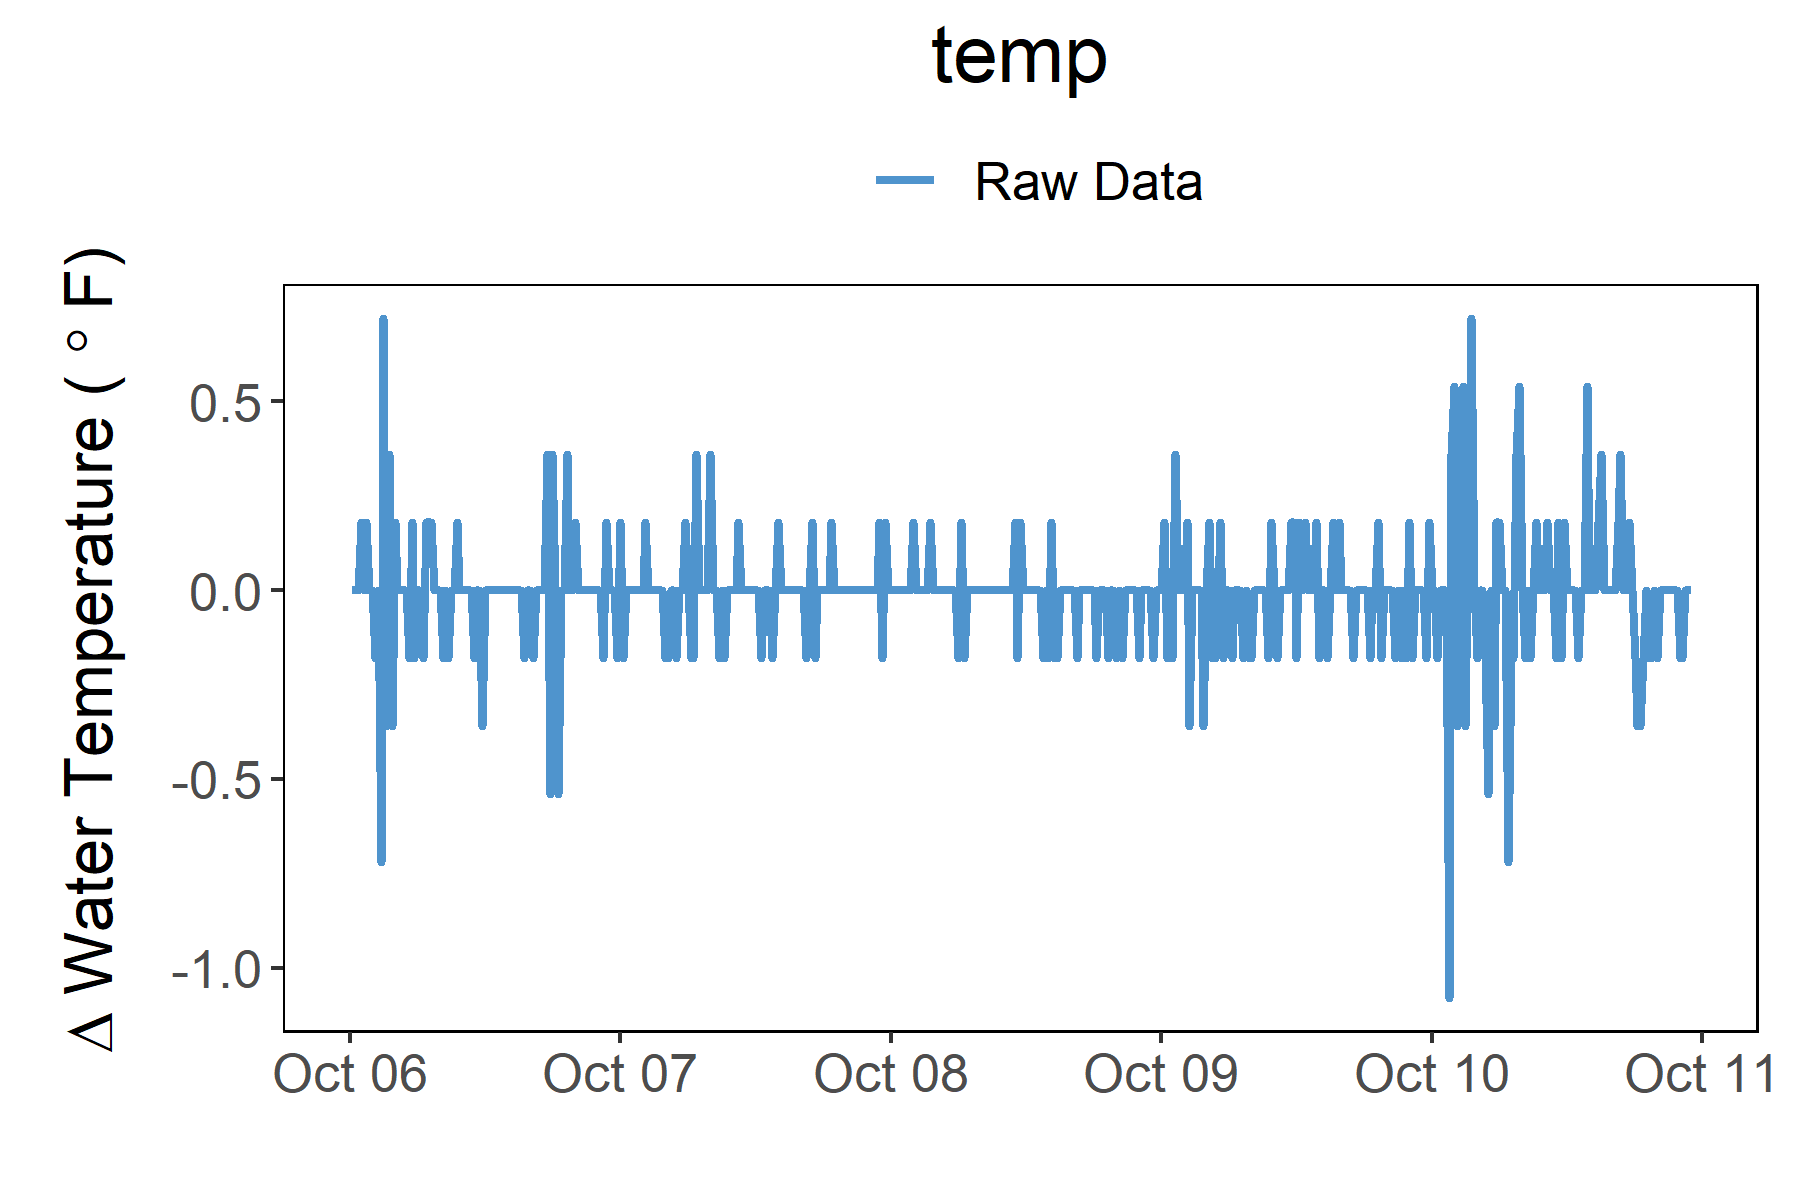 temp
Raw Data
Δ Water Temperature ( ° F)
0.5
0.0
-0.5
-1.0
Oct 06 Oct 07 Oct 08 Oct 09 Oct 10 Oct 11